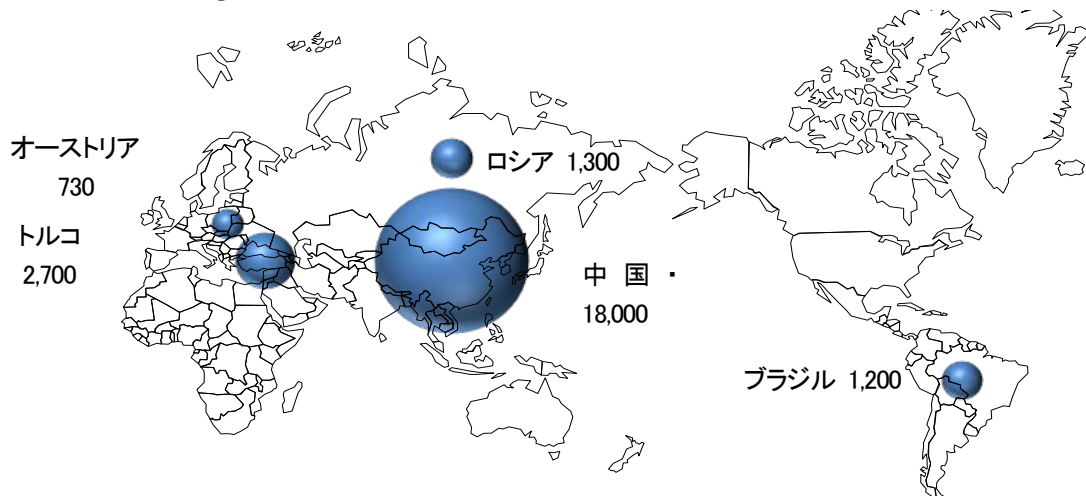 オーストリア
730
トルコ
2,700
ロシア 1,300
中 国 ・
18,000
ブラジル 1,200